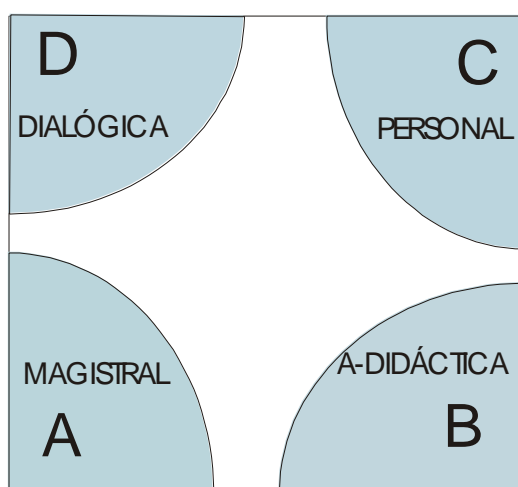 D
DIALÓGICA
C
PERSONAL
MAGISTRAL
A
A-DIDÁCTICA
B